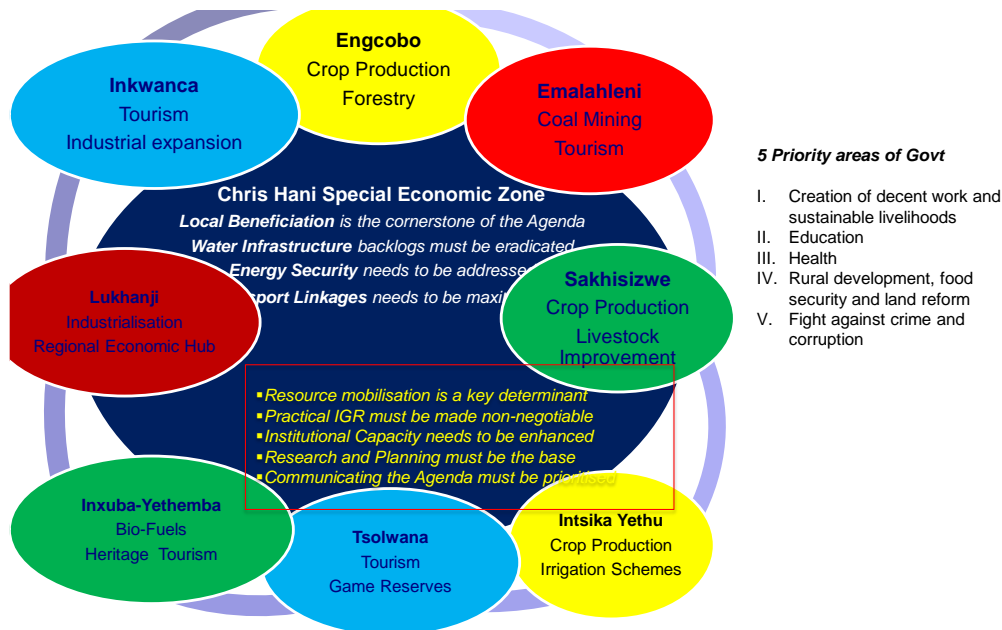 Engcobo
Crop Production
Forestry
Inkwanca
Tourism
Industrial expansion
Emalahleni
Coal Mining
Tourism
Chris Hani Special Economic Zone
Local Beneficiation is the cornerstone of the Agenda
Water Infrastructure backlogs must be eradicated
Energy Security needs to be addresse
sport Linkages needs to be maxi
Lukhanji
Industrialisation
Regional Economic Hub
Sakhisizwe
Crop Production
Livestock
Improvement
▪Resource mobilisation is a key determinant
▪Practical IGR must be made non-negotiable
▪Institutional Capacity needs to be enhanced
▪Research and Planning must be the base
▪Communicating the Agenda must be prioritised
Inxuba-Yethemba
Bio-Fuels
Heritage Tourism
Tsolwana
Tourism
Game Reserves
Intsika Yethu
Crop Production
Irrigation Schemes
5 Priority areas of Govt
I. Creation of decent work and
sustainable livelihoods
II. Education
III. Health
IV. Rural development, food
security and land reform
V. Fight against crime and
corruption